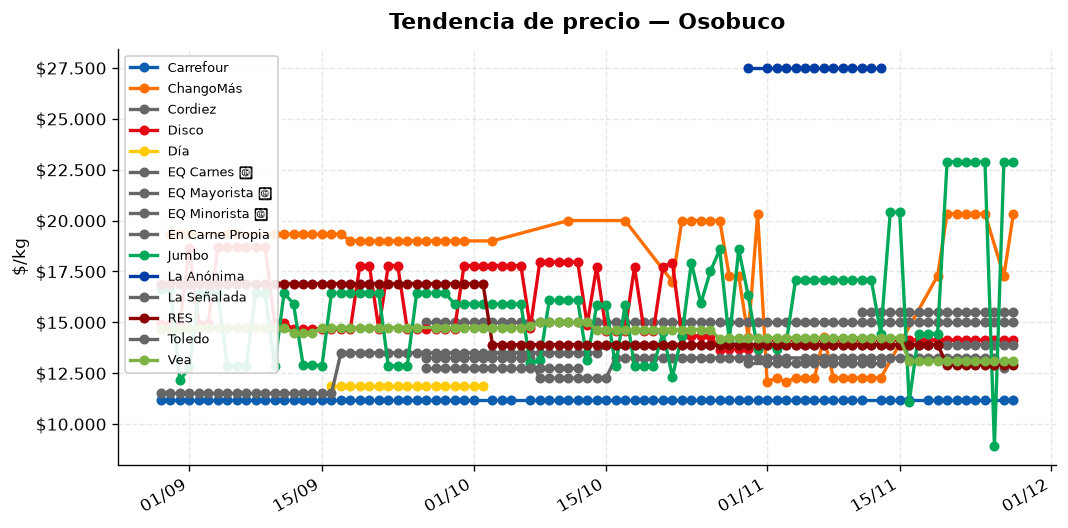 Tendencia de precio — Osobuco
$/kg
$27.500
$25.000
$22.500
$20.000
$17.500
$15.000
$12.500
$10.000
Carrefour
ChangoMás
Cordiez
Disco
Día
EQ Carnes
EQ Mayorista
EQ Minorista
En Carne Propia
Jumbo
La Anónima
La Señalada
RES
Toledo
Vea
01/09
15/09
01/10
15/10
01/11
15/11
01/12